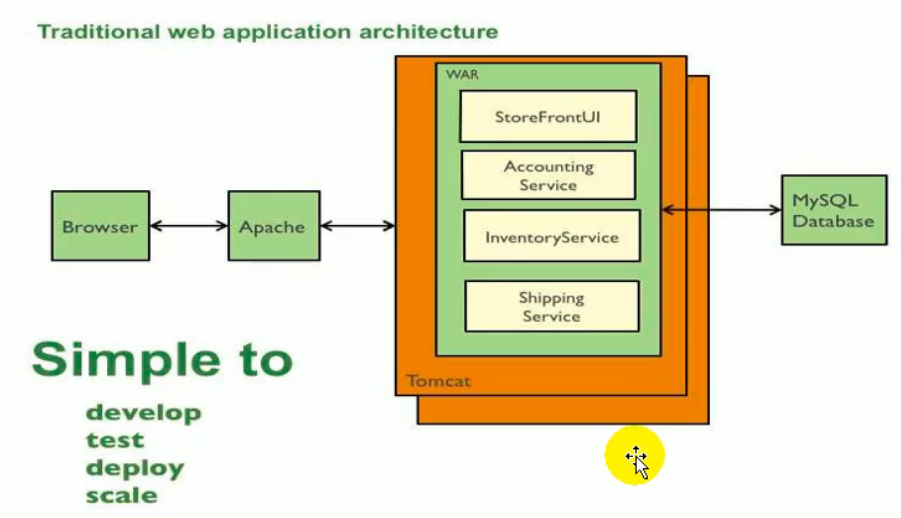 Traditional web application architecture
WAR
StoreFrontUI
Accounting
Service
InventoryService
Shipping
Service
Tomcat
Browser
Apache
MySQL
Database
Simple to
develop
test
deploy
scale